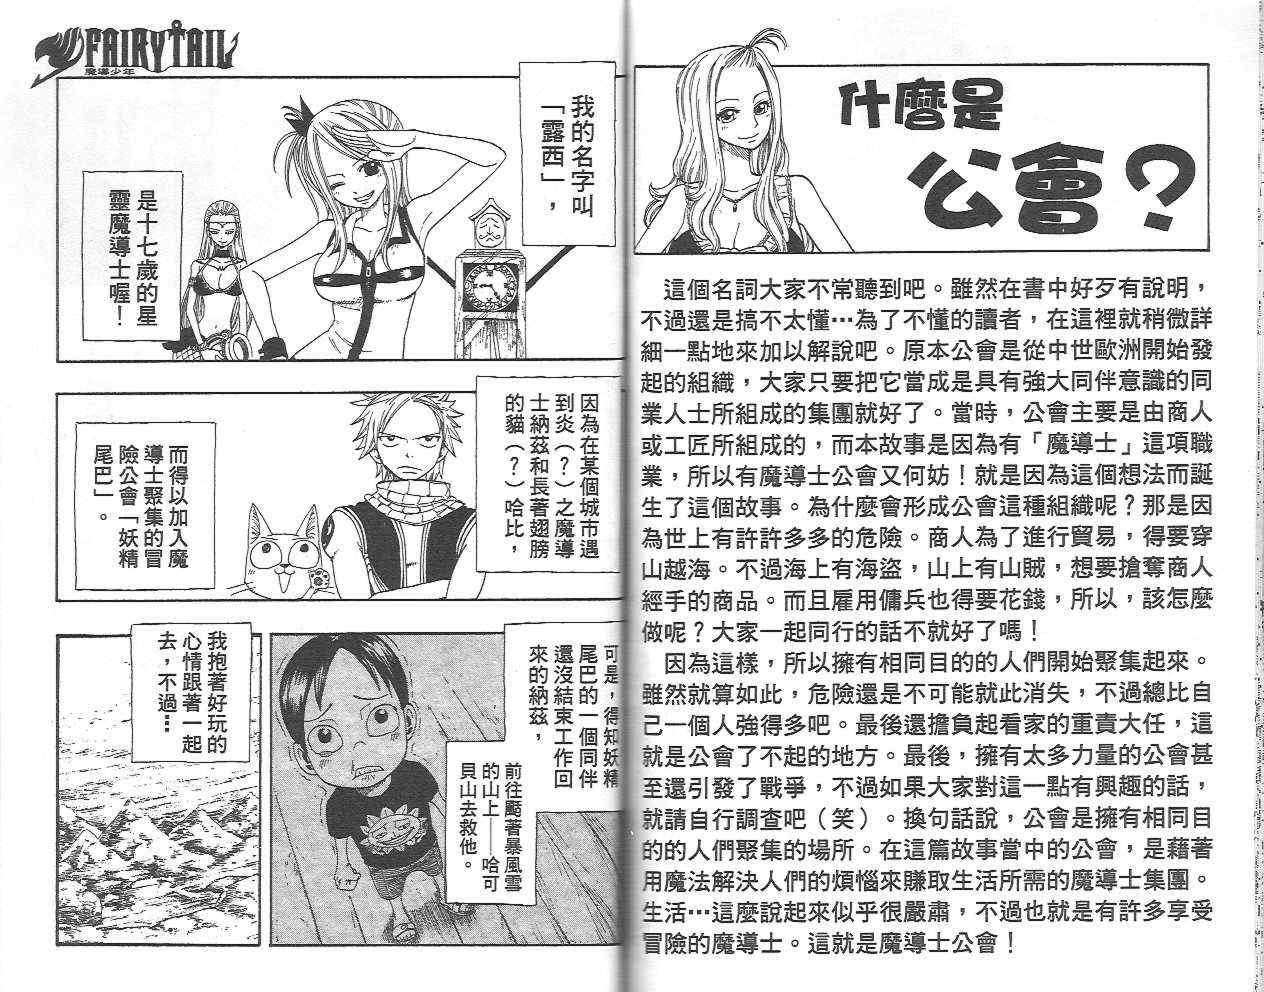 什麼是
公會？
這個名詞大家不常聽到吧。雖然在書中好歹有說明，
不過還是搞不太懂…為了不懂的讀者，在這裡就稍微詳
細一點地來加以解說吧。原本公會是從中世歐洲開始發
起的組織，大家只要把它當成是具有強大同伴意識的同
業人士所組成的集團就好了。當時，公會主要是由商人
或工匠所組成的，而本故事是因為有「魔導士」這項職
業，所以有魔導士公會又何妨！就是因為這個想法而誕
生了這個故事。為什麼會形成公會這種組織呢？那是因
為世上有許許多多的危險。商人為了進行貿易，得要穿
山越海。不過海上有海盜，山上有山賊，想要搶奪商人
經手的商品。而且雇用傭兵也得要花錢，所以，該怎麼
做呢？大家一起同行的話不就好了嗎！
因為這樣，所以擁有相同目的的人們開始聚集起來。
雖然就算如此，危險還是不可能就此消失，不過總比自
己一個人強得多吧。最後還擔負起看家的重責大任，這
就是公會了不起的地方。最後，擁有太多力量的公會甚
至還引發了戰爭，不過如果大家對這一點有興趣的話，
就請自行調查吧（笑）。換句話說，公會是擁有相同目
的的人們聚集的場所。在這篇故事當中的公會，是藉著
用魔法解決人們的煩惱來賺取生活所需的魔導士集團。
生活…這麼說起來似乎很嚴肅，不過也就是有許多享受
冒險的魔導士。這就是魔導士公會！
FAIRY TAIL
魔導少年
我的名字叫
「露西」，
是十七歲的星
靈魔導士喔！
因為在某個城市遇
到炎（？）之魔導
士納茲和長著翅膀
的貓（？）哈比，
而得以加入魔
導士聚集的冒
險公會「妖精
尾巴」。
可是，得知妖精
尾巴的一個同伴
還沒結束工作回
來的納茲，
前往颳著暴風雪
的山上——哈可
貝山去救他。
我抱著好玩的
心情跟著一起
去，不過…